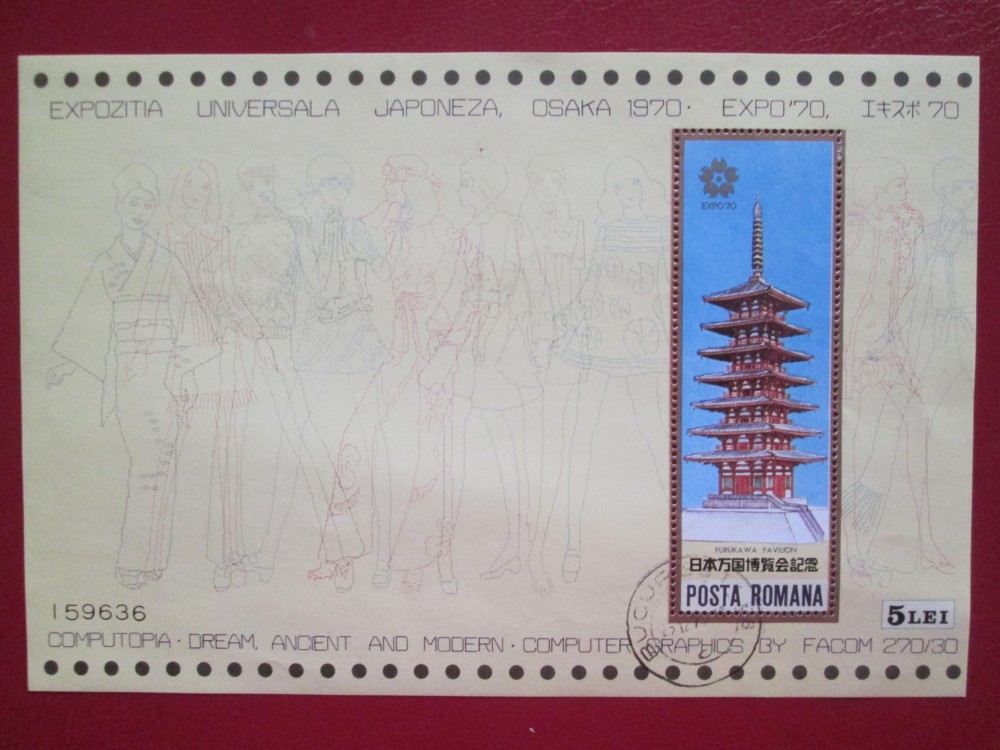 EXPOZITIA UNIVERSALA JAPONEZA, OSAKA 1970 · EXPO'70, エキスポ 70
EXPO'70
FURUKAWA PAVILION
日本万国博覧会記念
POSTA ROMANA
159636
5 LEI
COMPUTOPIA · DREAM, ANCIENT AND MODERN · COMPUTER GRAPHICS BY FACOM 270/30